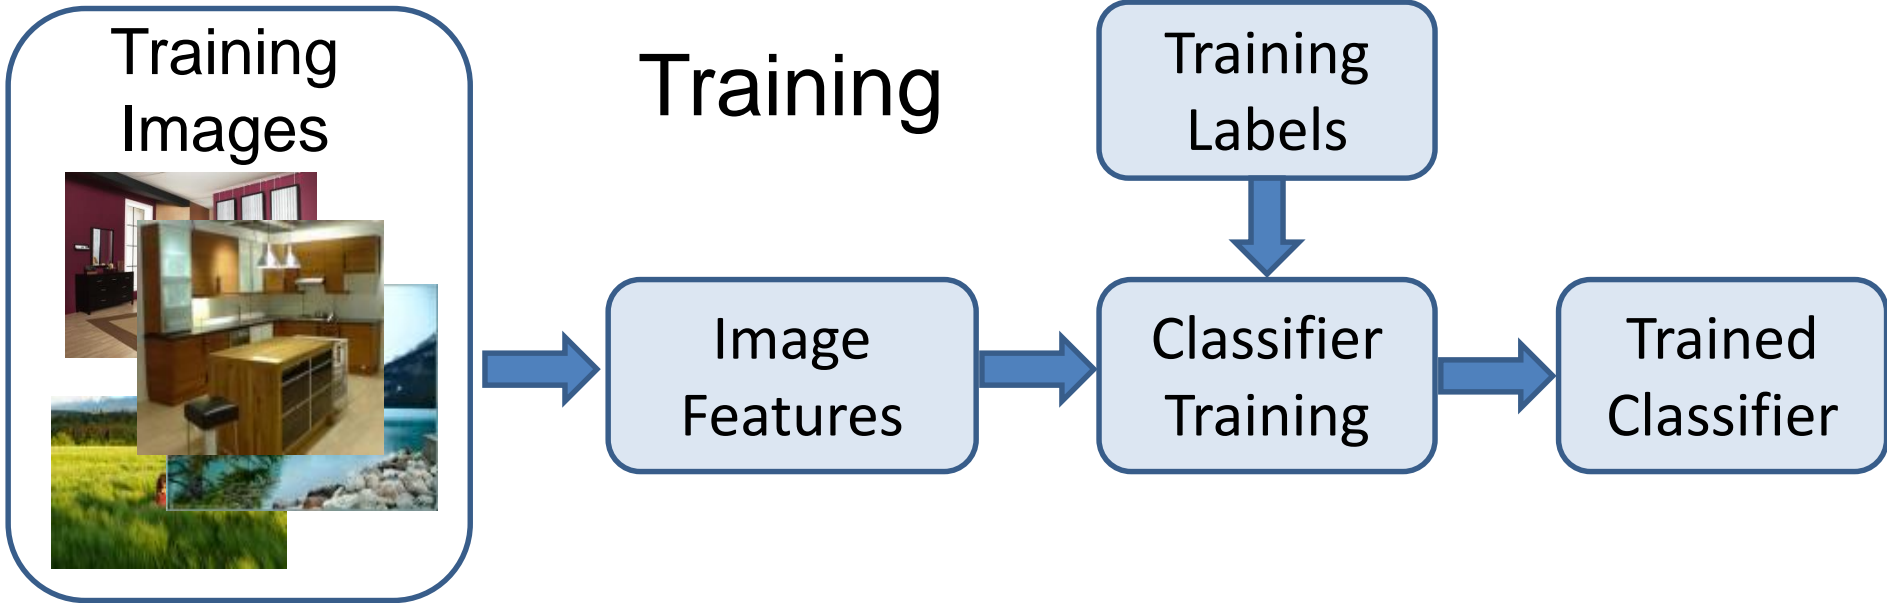 Training
Images
Training
Training
Labels
Image
Features
Classifier
Training
Trained
Classifier